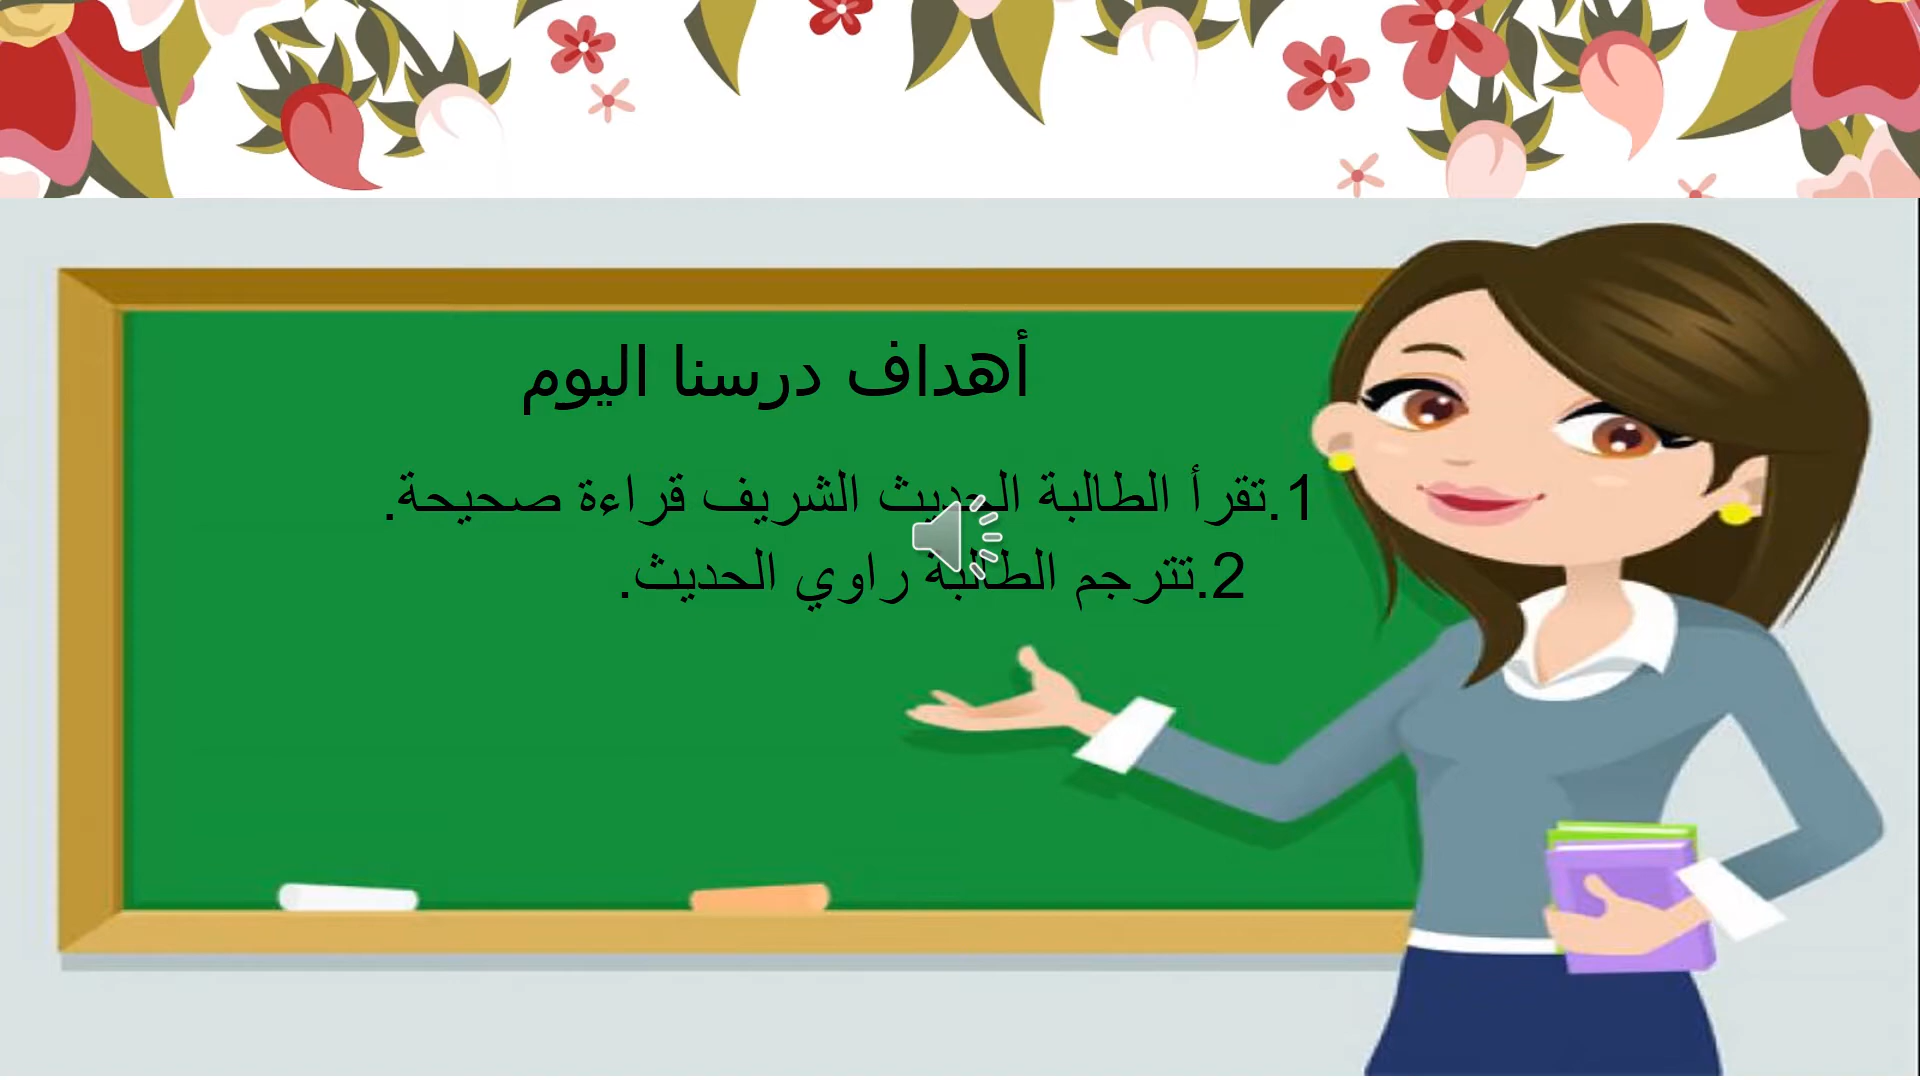 أهداف درسنا اليوم
1.تقرأ الطالبة الحديث الشريف قراءة صحيحة.
2.تترجم الطالبة راوي الحديث.